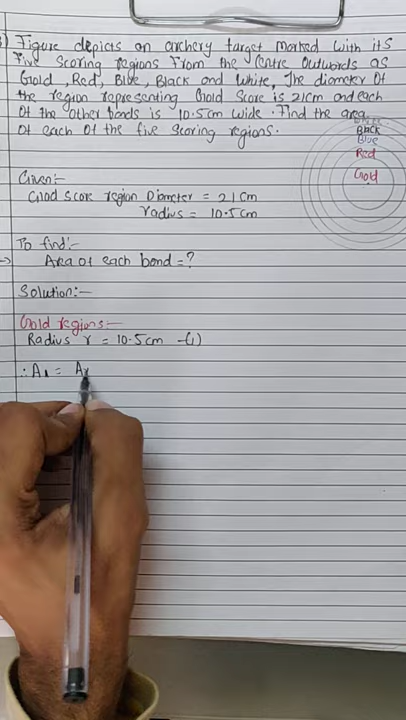 Figure depicts an archery target marked with its
Five Scoring regions From the Centre Outwards as
Gold, Red, Blue, Black and White, The diameter Of
the region representing Gold Score is 21cm and each
Of the other bands is 10.5cm wide. Find the area
Of each Of the five Scoring regions.
Black
Blue
Red
Gold
Given:-
Glod score region Diameter = 21cm
radius = 10.5cm
To find:-
Area of each band = ?
Solution:-
Gold regions:-
Radius r = 10.5cm -(1)
∴ A₁ = A